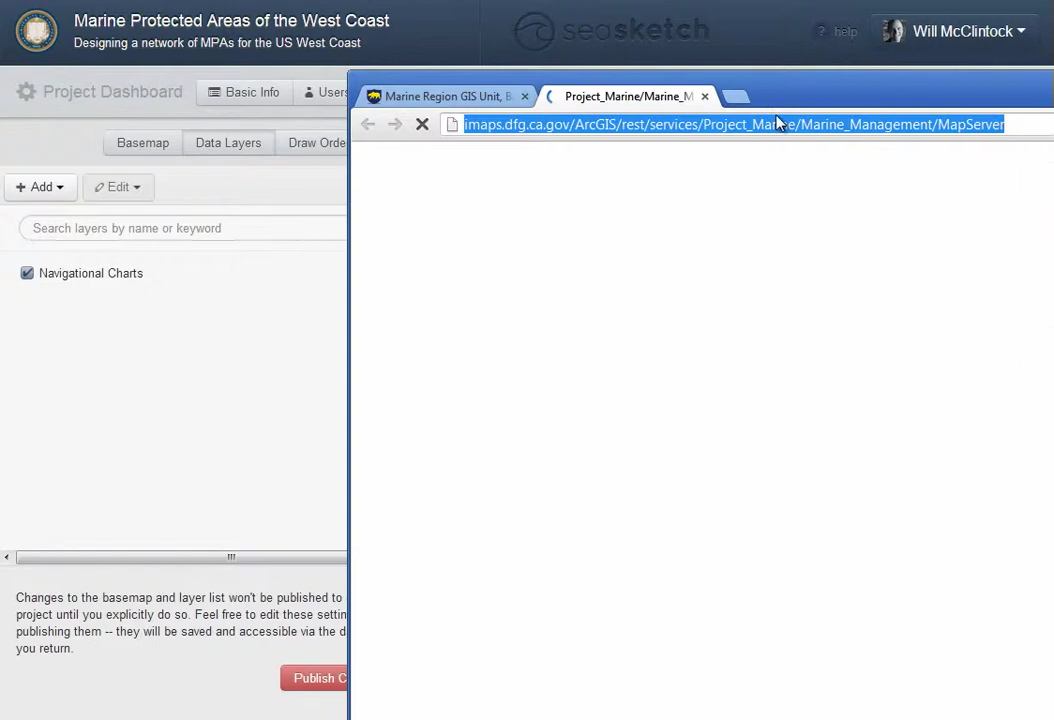 Marine Protected Areas of the West Coast
Designing a network of MPAs for the US West Coast
seasketch
? help
Will McClintock
Project Dashboard
Basic Info
Users
Marine Region GIS Unit, B
Project_Marine/Marine_M
imaps.dfg.ca.gov/ArcGIS/rest/services/Project_Marine/Marine_Management/MapServer
Basemap
Data Layers
Draw Orde
+ Add
Edit
Search layers by name or keyword
Navigational Charts
Changes to the basemap and layer list won't be published to
project until you explicitly do so. Feel free to edit these settin
publishing them -- they will be saved and accessible via the d
you return.
Publish C